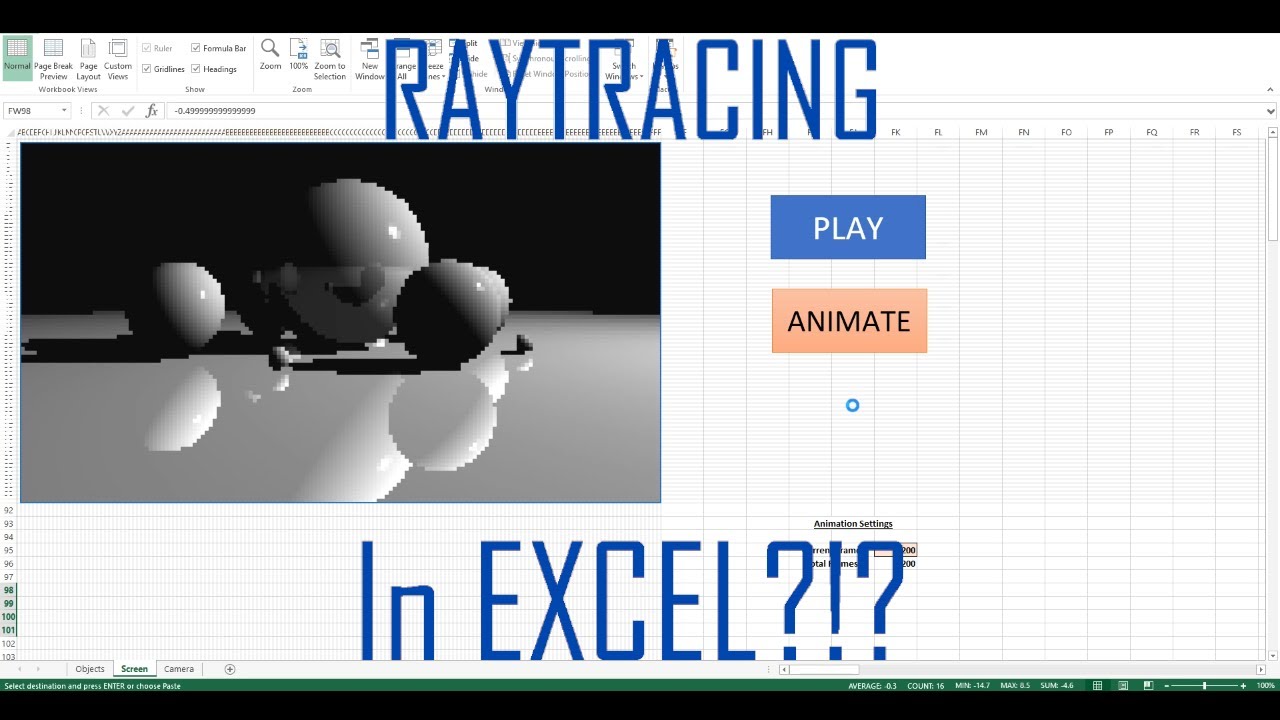 RAYTRACING
Normal
Page Break Preview
Page Layout
Custom Views
Workbook Views
Ruler
Formula Bar
Gridlines
Headings
Show
Zoom
100%
Zoom to Selection
Zoom
New Window
FW98
-0.499999999999999
FH
FK FL FM FN FO FP FQ FR FS
PLAY
ANIMATE
92
93
94
95
96
97
98
99
100
101
102
103
Animation Settings
200
200
In EXCEL?!?
Objects Screen Camera
Select destination and press ENTER or choose Paste
AVERAGE: -0.3 COUNT: 16 MIN: -14.7 MAX: 8.5 SUM: -4.6
100%